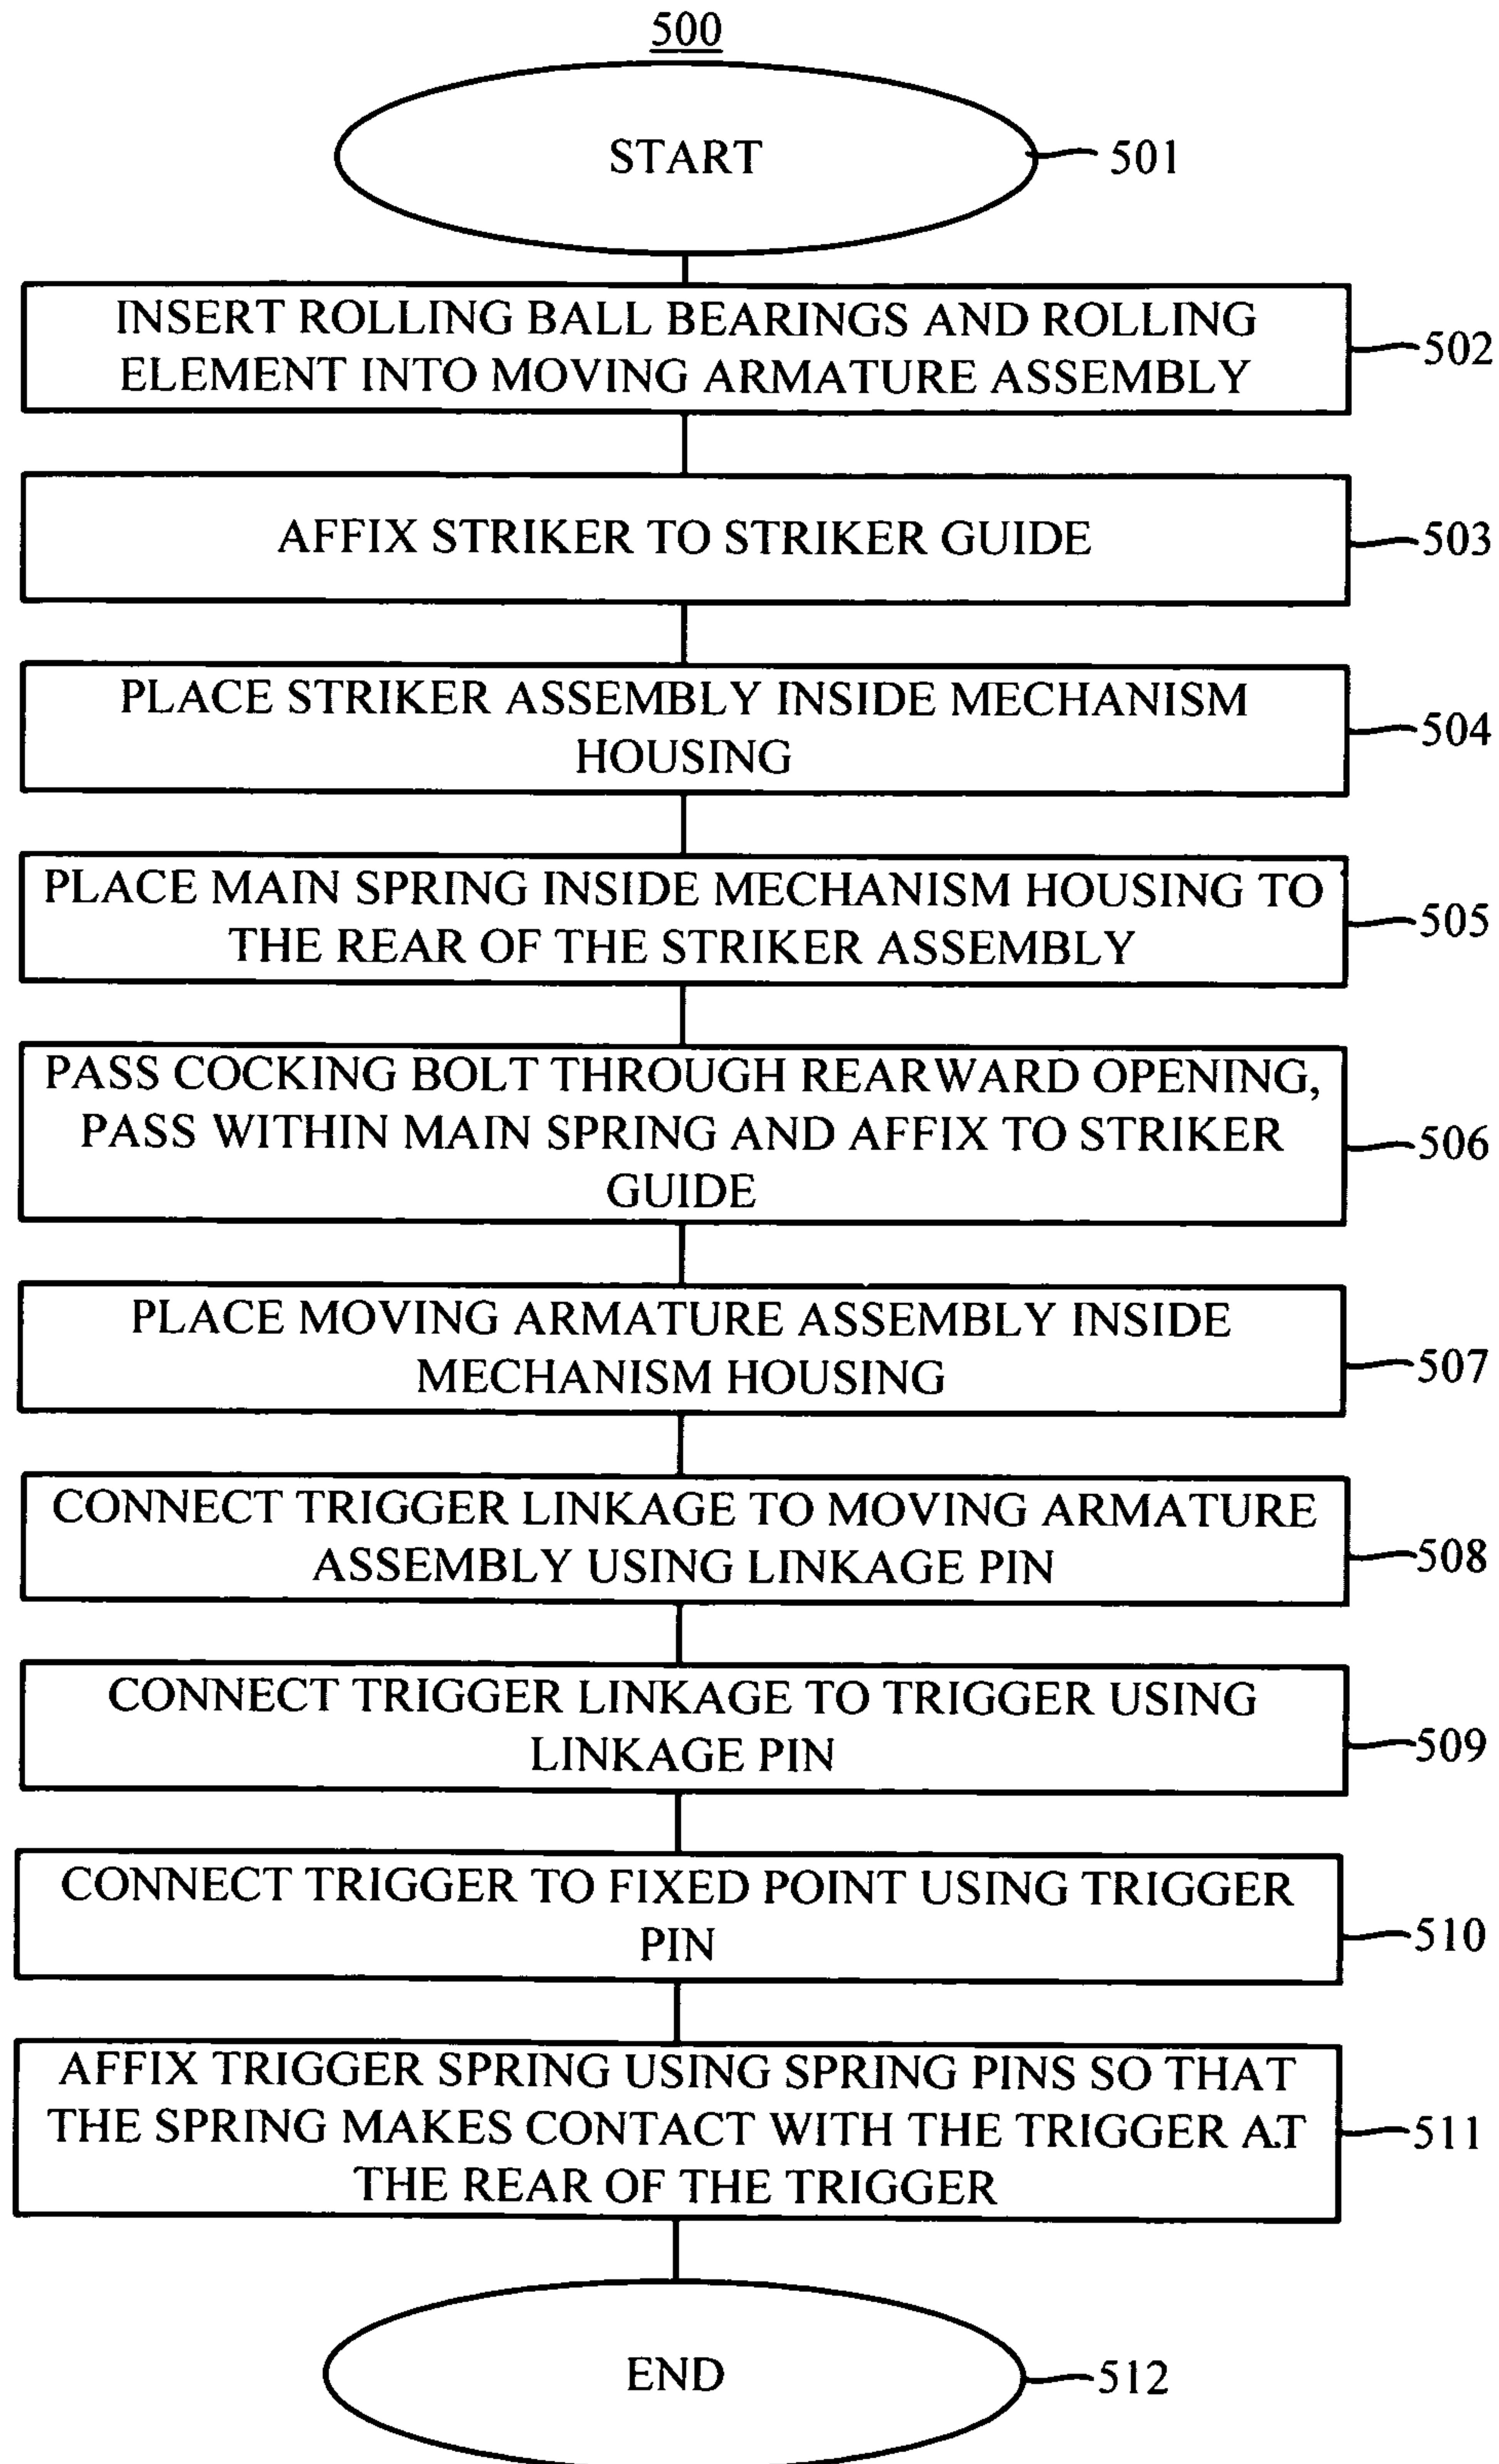 500
START
501
INSERT ROLLING BALL BEARINGS AND ROLLING
ELEMENT INTO MOVING ARMATURE ASSEMBLY
502
AFFIX STRIKER TO STRIKER GUIDE
503
PLACE STRIKER ASSEMBLY INSIDE MECHANISM
HOUSING
504
PLACE MAIN SPRING INSIDE MECHANISM HOUSING TO
THE REAR OF THE STRIKER ASSEMBLY
505
PASS COCKING BOLT THROUGH REARWARD OPENING,
PASS WITHIN MAIN SPRING AND AFFIX TO STRIKER
GUIDE
506
PLACE MOVING ARMATURE ASSEMBLY INSIDE
MECHANISM HOUSING
507
CONNECT TRIGGER LINKAGE TO MOVING ARMATURE
ASSEMBLY USING LINKAGE PIN
508
CONNECT TRIGGER LINKAGE TO TRIGGER USING
LINKAGE PIN
509
CONNECT TRIGGER TO FIXED POINT USING TRIGGER
PIN
510
AFFIX TRIGGER SPRING USING SPRING PINS SO THAT
THE SPRING MAKES CONTACT WITH THE TRIGGER AT
THE REAR OF THE TRIGGER
511
END
512